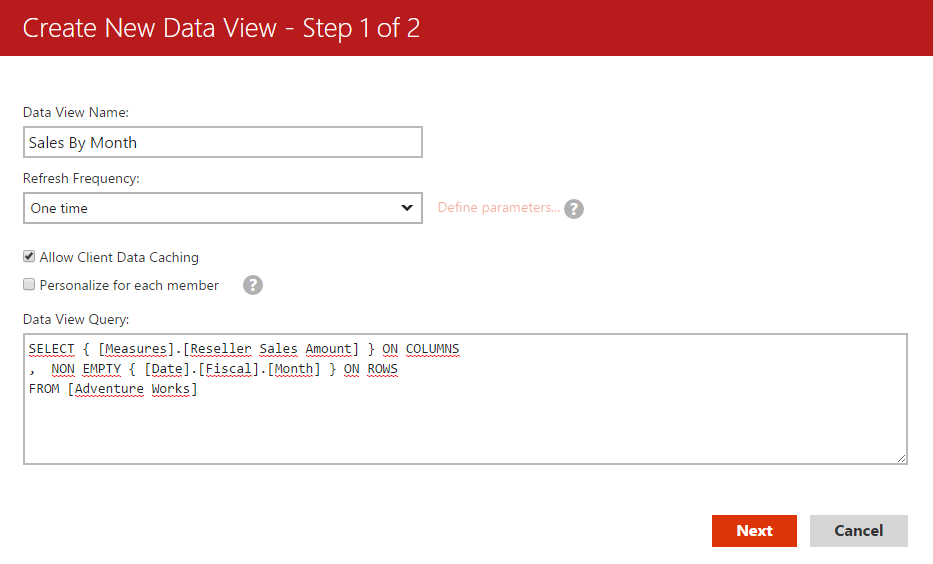 Create New Data View - Step 1 of 2
Data View Name:
Sales By Month
Refresh Frequency:
One time
Define parameters... ?
Allow Client Data Caching
Personalize for each member ?
Data View Query:
SELECT { [Measures].[Reseller Sales Amount] } ON COLUMNS
,  NON EMPTY { [Date].[Fiscal].[Month] } ON ROWS
FROM [Adventure Works]
Next Cancel